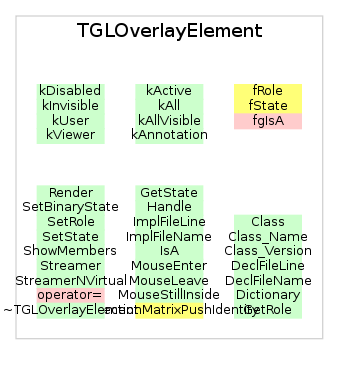 TGLOverlayElement
kDisabled
kInvisible
kUser
kViewer
kActive
kAll
kAllVisible
kAnnotation
fRole
fState
fgIsA
Render
SetBinaryState
SetRole
SetState
ShowMembers
Streamer
StreamerNVirtual
operator=
~TGLOverlayElement
GetState
Handle
ImplFileLine
ImplFileName
IsA
MouseEnter
MouseLeave
MouseStillInside
ProjectionMatrixPushIdentity
Class
Class_Name
Class_Version
DeclFileLine
DeclFileName
Dictionary
GetRole